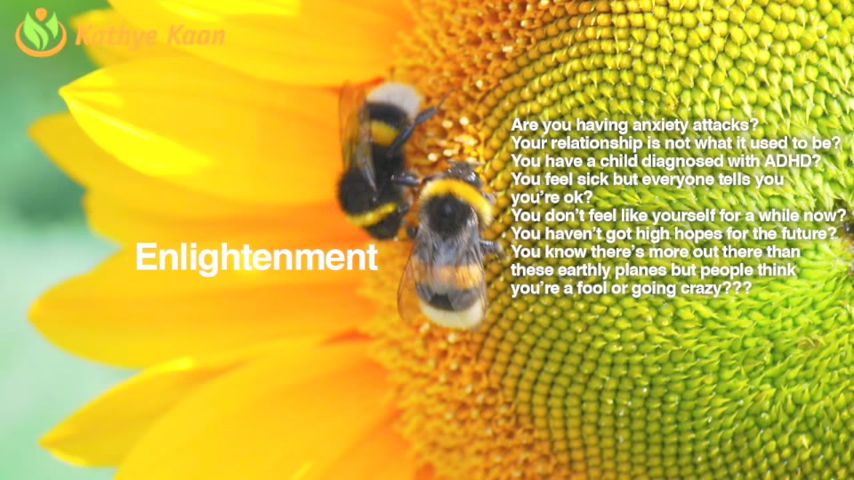 Kathye Kaan
Enlightenment
Are you having anxiety attacks?
Your relationship is not what it used to be?
You have a child diagnosed with ADHD?
You feel sick but everyone tells you
you're ok?
You don't feel like yourself for a while now?
You haven't got high hopes for the future?
You know there's more out there than
these earthly planes but people think
you're a fool or going crazy???